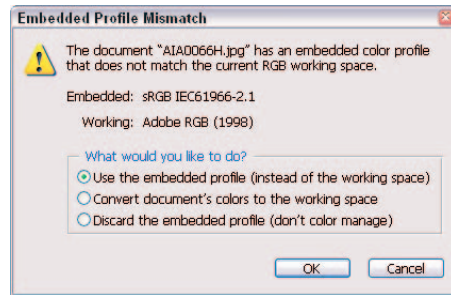 Embedded Profile Mismatch
The document "AIA0066H.jpg" has an embedded color profile
that does not match the current RGB working space.
Embedded: sRGB IEC61966-2.1
Working: Adobe RGB (1998)
What would you like to do?
Use the embedded profile (instead of the working space)
Convert document's colors to the working space
Discard the embedded profile (don't color manage)
OK Cancel